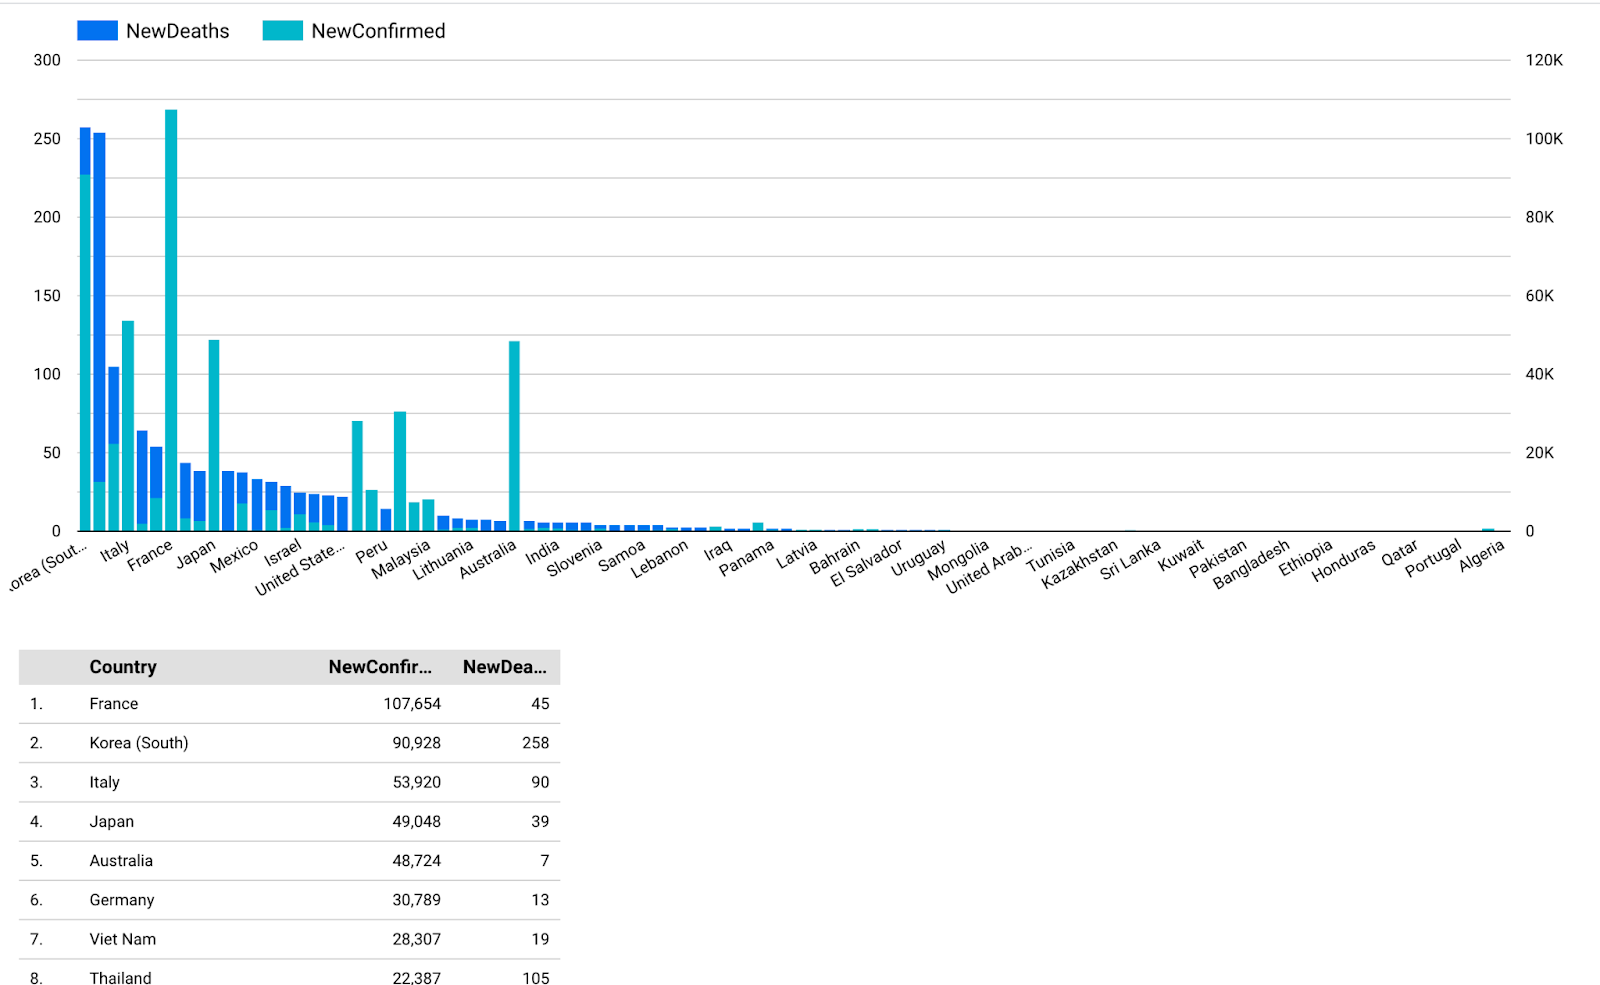 NewDeaths NewConfirmed
300 120K
250 100K
200 80K
150 60K
100 40K
50 20K
0 0
orea (Sout... Italy France Japan Mexico Israel United State... Peru Malaysia Lithuania Australia India Slovenia Samoa Lebanon Iraq Panama Latvia Bahrain El Salvador Uruguay Mongolia United Arab... Tunisia Kazakhstan Sri Lanka Kuwait Pakistan Bangladesh Ethiopia Honduras Qatar Portugal Algeria
Country NewConfir... NewDea...
1. France 107,654 45
2. Korea (South) 90,928 258
3. Italy 53,920 90
4. Japan 49,048 39
5. Australia 48,724 7
6. Germany 30,789 13
7. Viet Nam 28,307 19
8. Thailand 22,387 105